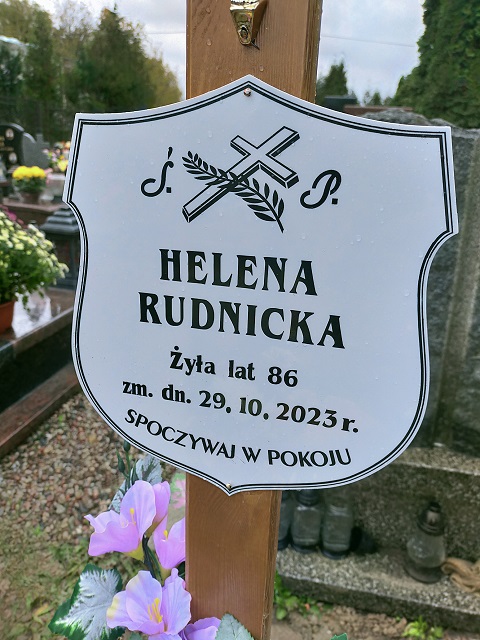 Ś. P.
HELENA
RUDNICKA
Żyła lat 86
zm. dn. 29. 10. 2023 r.
SPOCZYWAJ W POKOJU